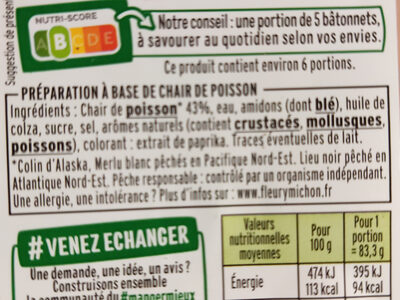 Suggestion de présen
NUTRI-SCORE
A B C D E
Notre conseil : une portion de 5 bâtonnets,
à savourer au quotidien selon vos envies.
Ce produit contient environ 6 portions.
PRÉPARATION À BASE DE CHAIR DE POISSON
Ingrédients : Chair de poisson* 43%, eau, amidons (dont blé), huile de
colza, sucre, sel, arômes naturels (contient crustacés, mollusques,
poissons), colorant : extrait de paprika. Traces éventuelles de lait.
*Colin d'Alaska, Merlu blanc pêchés en Pacifique Nord-Est. Lieu noir pêché en
Atlantique Nord-Est. Pêche responsable : contrôlé par un organisme indépendant.
Une allergie, une intolérance ? Plus d'infos sur : www.fleurymichon.fr
#VENEZ ECHANGER
Une demande, une idée, un avis ?
Construisons ensemble
la communauté du #mangermieux
Valeurs nutritionnelles moyennes
Pour 100 g
Pour 1 portion = 83,3 g
Énergie
474 kJ 395 kJ
113 kcal 94 kcal